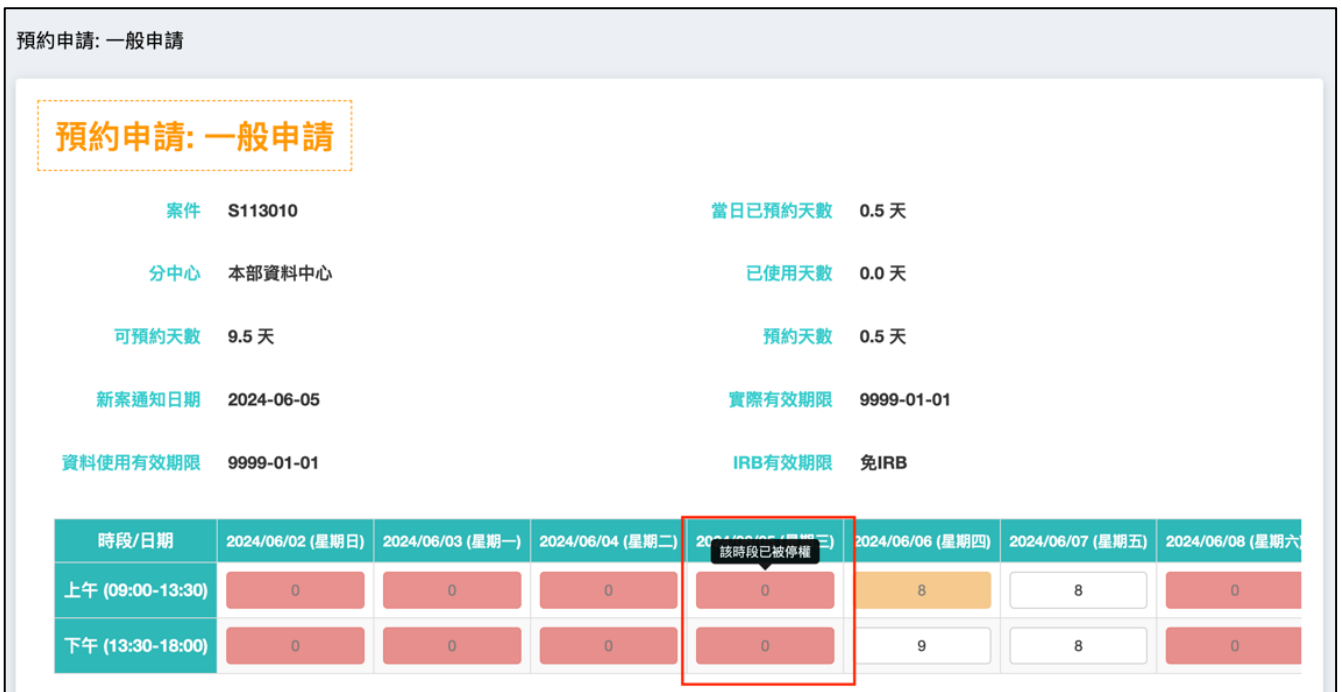 預約申請: 一般申請
預約申請: 一般申請
案件 S113010 當日已預約天數 0.5 天
分中心 本部資料中心 已使用天數 0.0 天
可預約天數 9.5 天 預約天數 0.5 天
新案通知日期 2024-06-05 實際有效期限 9999-01-01
資料使用有效期限 9999-01-01 IRB有效期限 免IRB
時段/日期 2024/06/02 (星期日) 2024/06/03 (星期一) 2024/06/04 (星期二) 2024/06/06 (星期四) 2024/06/07 (星期五) 2024/06/08 (星期六)
該時段已被停權
上午 (09:00-13:30) 0 0 0 0 8 8 0
下午 (13:30-18:00) 0 0 0 0 9 8 0